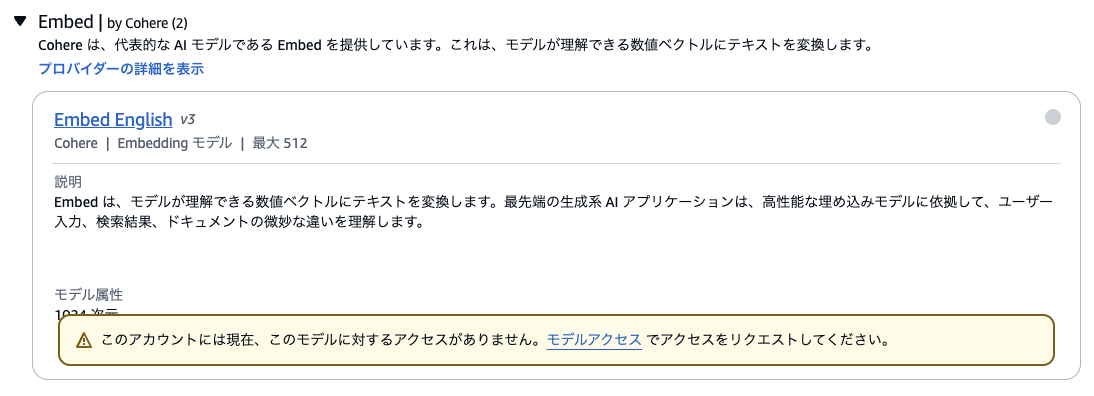 Embed | by Cohere (2)
Cohere は、代表的な AI モデルである Embed を提供しています。これは、モデルが理解できる数値ベクトルにテキストを変換します。
プロバイダーの詳細を表示
Embed English v3
Cohere | Embedding モデル | 最大 512
説明
Embed は、モデルが理解できる数値ベクトルにテキストを変換します。最先端の生成系 AI アプリケーションは、高性能な埋め込みモデルに依拠して、ユーザー
入力、検索結果、ドキュメントの微妙な違いを理解します。
モデル属性
1024 次元
このアカウントには現在、このモデルに対するアクセスがありません。モデルアクセス でアクセスをリクエストしてください。